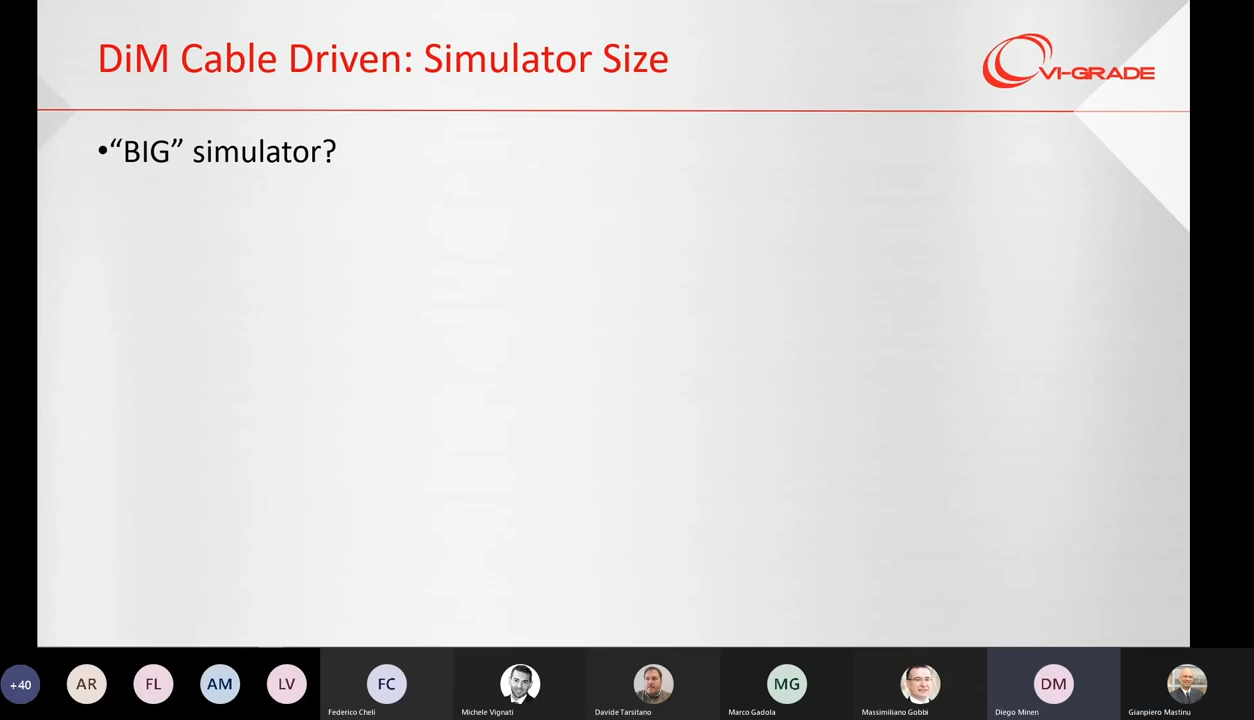 DiM Cable Driven: Simulator Size
VI-GRADE
•“BIG” simulator?
+40
AR
FL
AM
LV
FC
MG
DM
Federico Cheli
Michele Vignati
Davide Tarsitano
Marco Gadola
Massimiliano Gobbi
Diego Minen
Gianpiero Mastinu